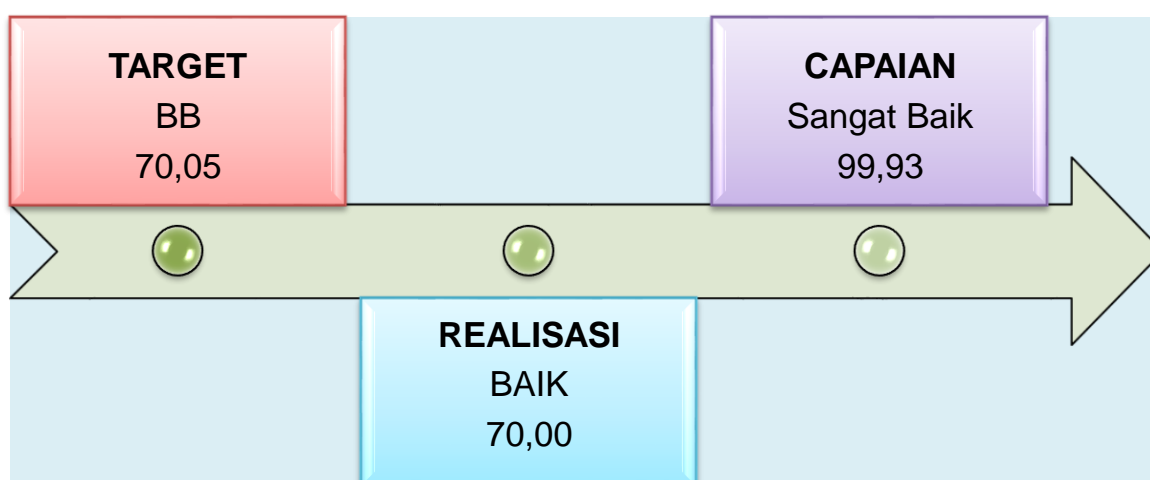 TARGET
BB
70,05
REALISASI
BAIK
70,00
CAPAIAN
Sangat Baik
99,93